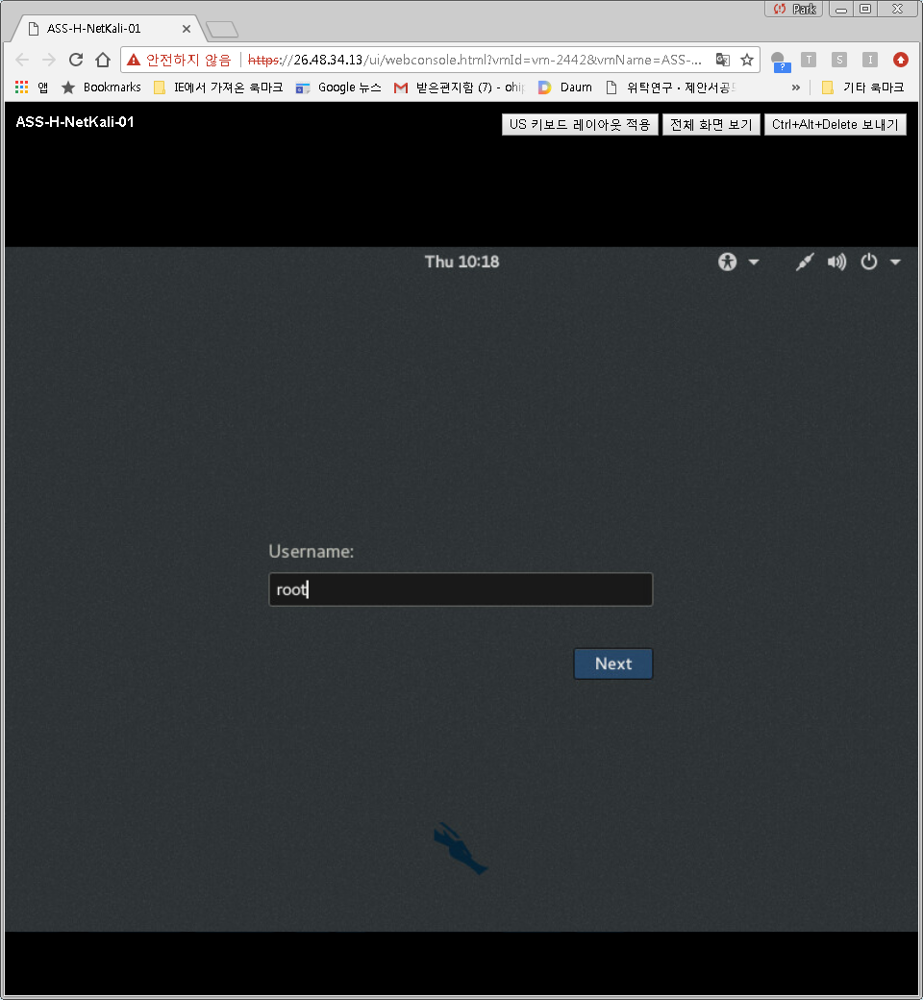 Park
ASS-H-NetKali-01
안전하지 않음 https://26.48.34.13/ui/webconsole.html?vmId=vm-2442&vmName=ASS-...
앱 Bookmarks IE에서 가져온 북마크 Google 뉴스 받은편지함 (7) - ohip Daum 위탁연구 · 제안서공 » 기타 북마크
ASS-H-NetKali-01 US 키보드 레이아웃 적용 전체 화면 보기 Ctrl+Alt+Delete 보내기
Thu 10:18
Username:
root
Next